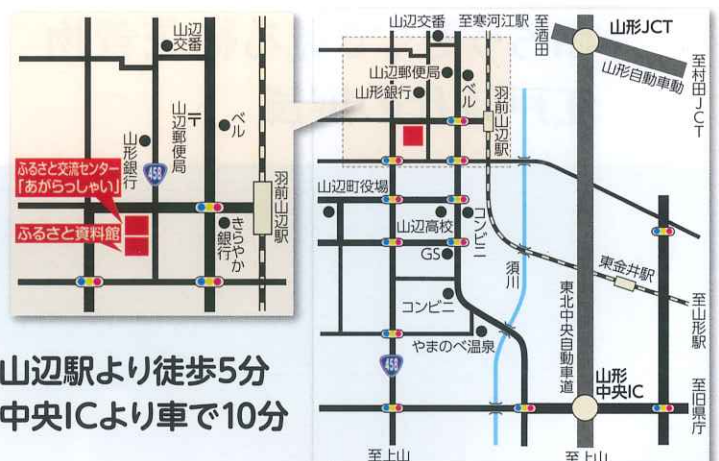 山辺交番
ベル
山辺郵便局
山形銀行
458
ふるさと交流センター
「あがらっしゃい」
ふるさと資料館
きらやか銀行
羽前山辺駅
山辺駅より徒歩5分
中央ICより車で10分
山辺交番
至寒河江駅
至酒田
山形JCT
山形自動車動
至村田JCT
山辺郵便局
山形銀行
ベル
羽前山辺駅
山辺町役場
山辺高校
コンビニ
GS
須川
東金井駅
コンビニ
東北中央自動車道
至山形駅
やまのべ温泉
458
山形
中央IC
至旧県庁
至上山
至上山